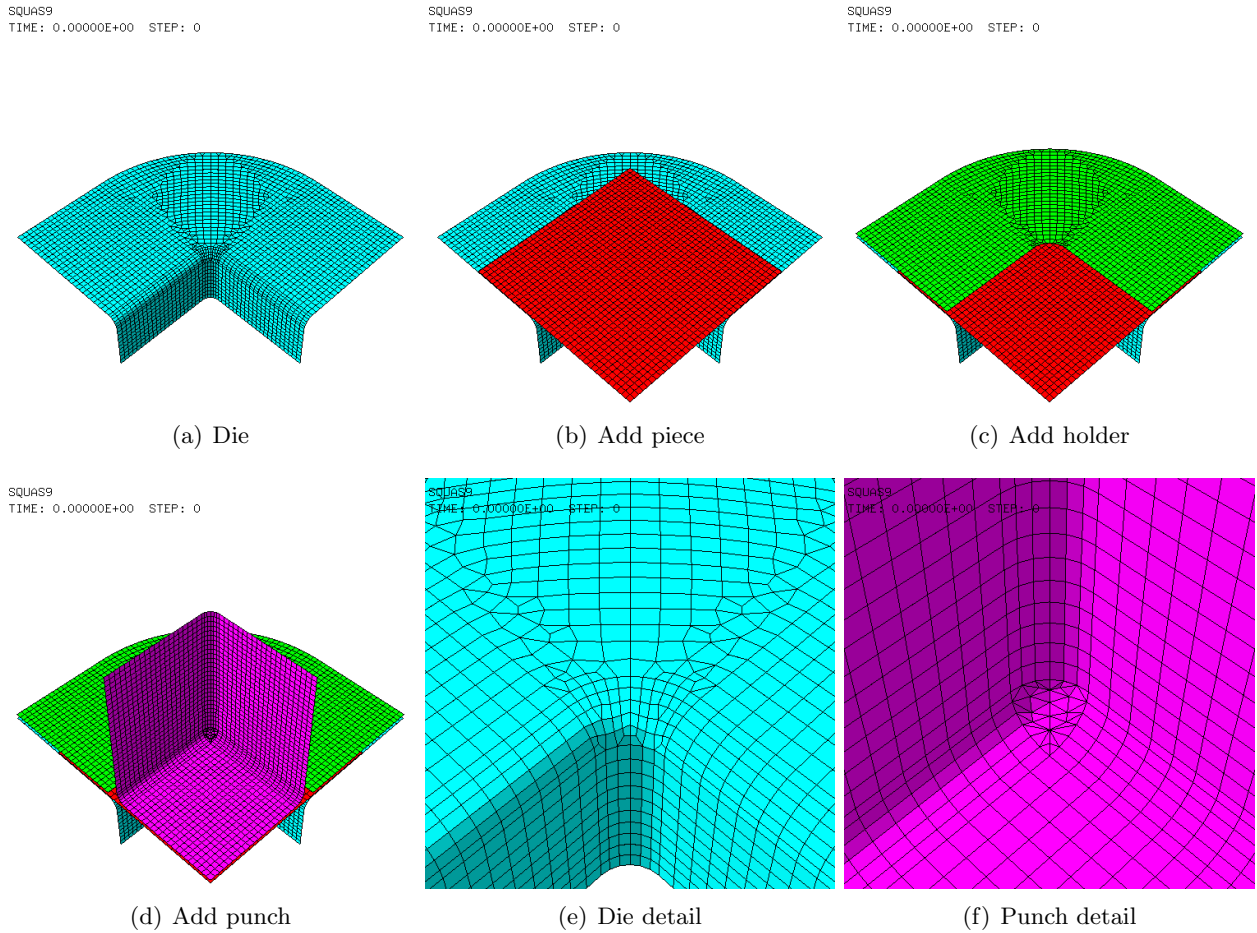 SQUAS9
TIME: 0.00000E+00 STEP: 0
SQUAS9
TIME: 0.00000E+00 STEP: 0
SQUAS9
TIME: 0.00000E+00 STEP: 0
(a) Die
(b) Add piece
(c) Add holder
SQUAS9
TIME: 0.00000E+00 STEP: 0
SQUAS9
TIME: 0.00000E+00 STEP: 0
SQUAS9
TIME: 0.00000E+00 STEP: 0
(d) Add punch
(e) Die detail
(f) Punch detail